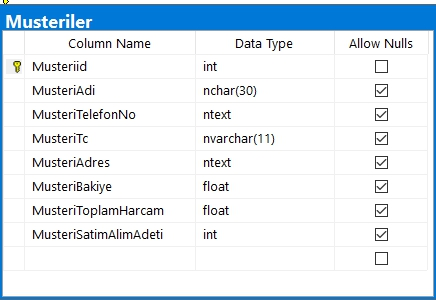 Musteriler
Column Name Data Type Allow Nulls
Musteriid int
MusteriAdi nchar(30)
MusteriTelefonNo ntext
MusteriTc nvarchar(11)
MusteriAdres ntext
MusteriBakiye float
MusteriToplamHarcam float
MusteriSatimAlimAdeti int